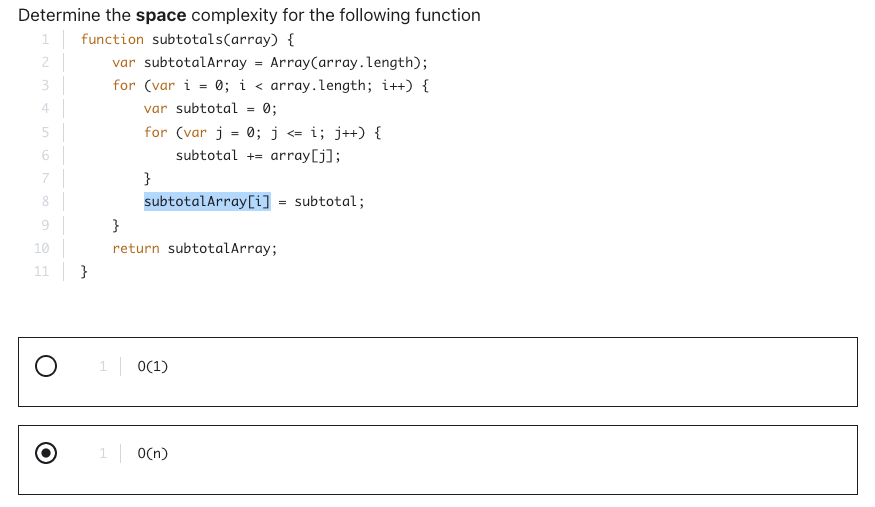 Determine the space complexity for the following function
1 function subtotals(array) {
2 var subtotalArray = Array(array.length);
3 for (var i = 0; i < array.length; i++) {
4 var subtotal = 0;
5 for (var j = 0; j <= i; j++) {
6 subtotal += array[j];
7 }
8 subtotalArray[i] = subtotal;
9 }
10 return subtotalArray;
11 }
1 O(1)
1 O(n)